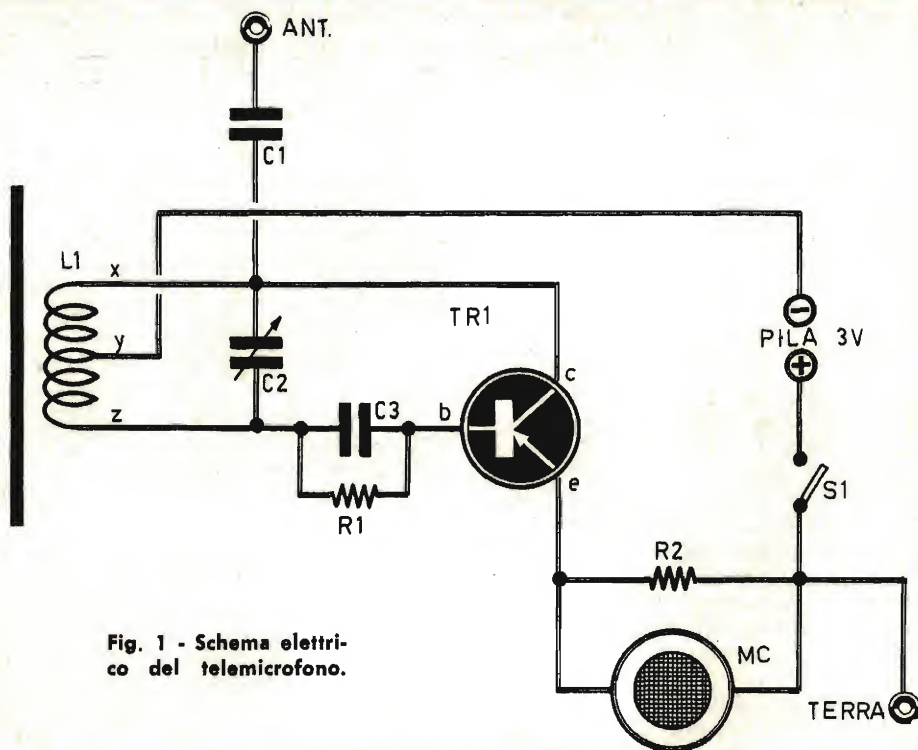 ANT.
C1
L1
x
y
z
C2
C3
R1
b
TR1
c
e
−
PILA 3V
+
S1
R2
MC
TERRA
Fig. 1 - Schema elettri-
co del telemicrofono.